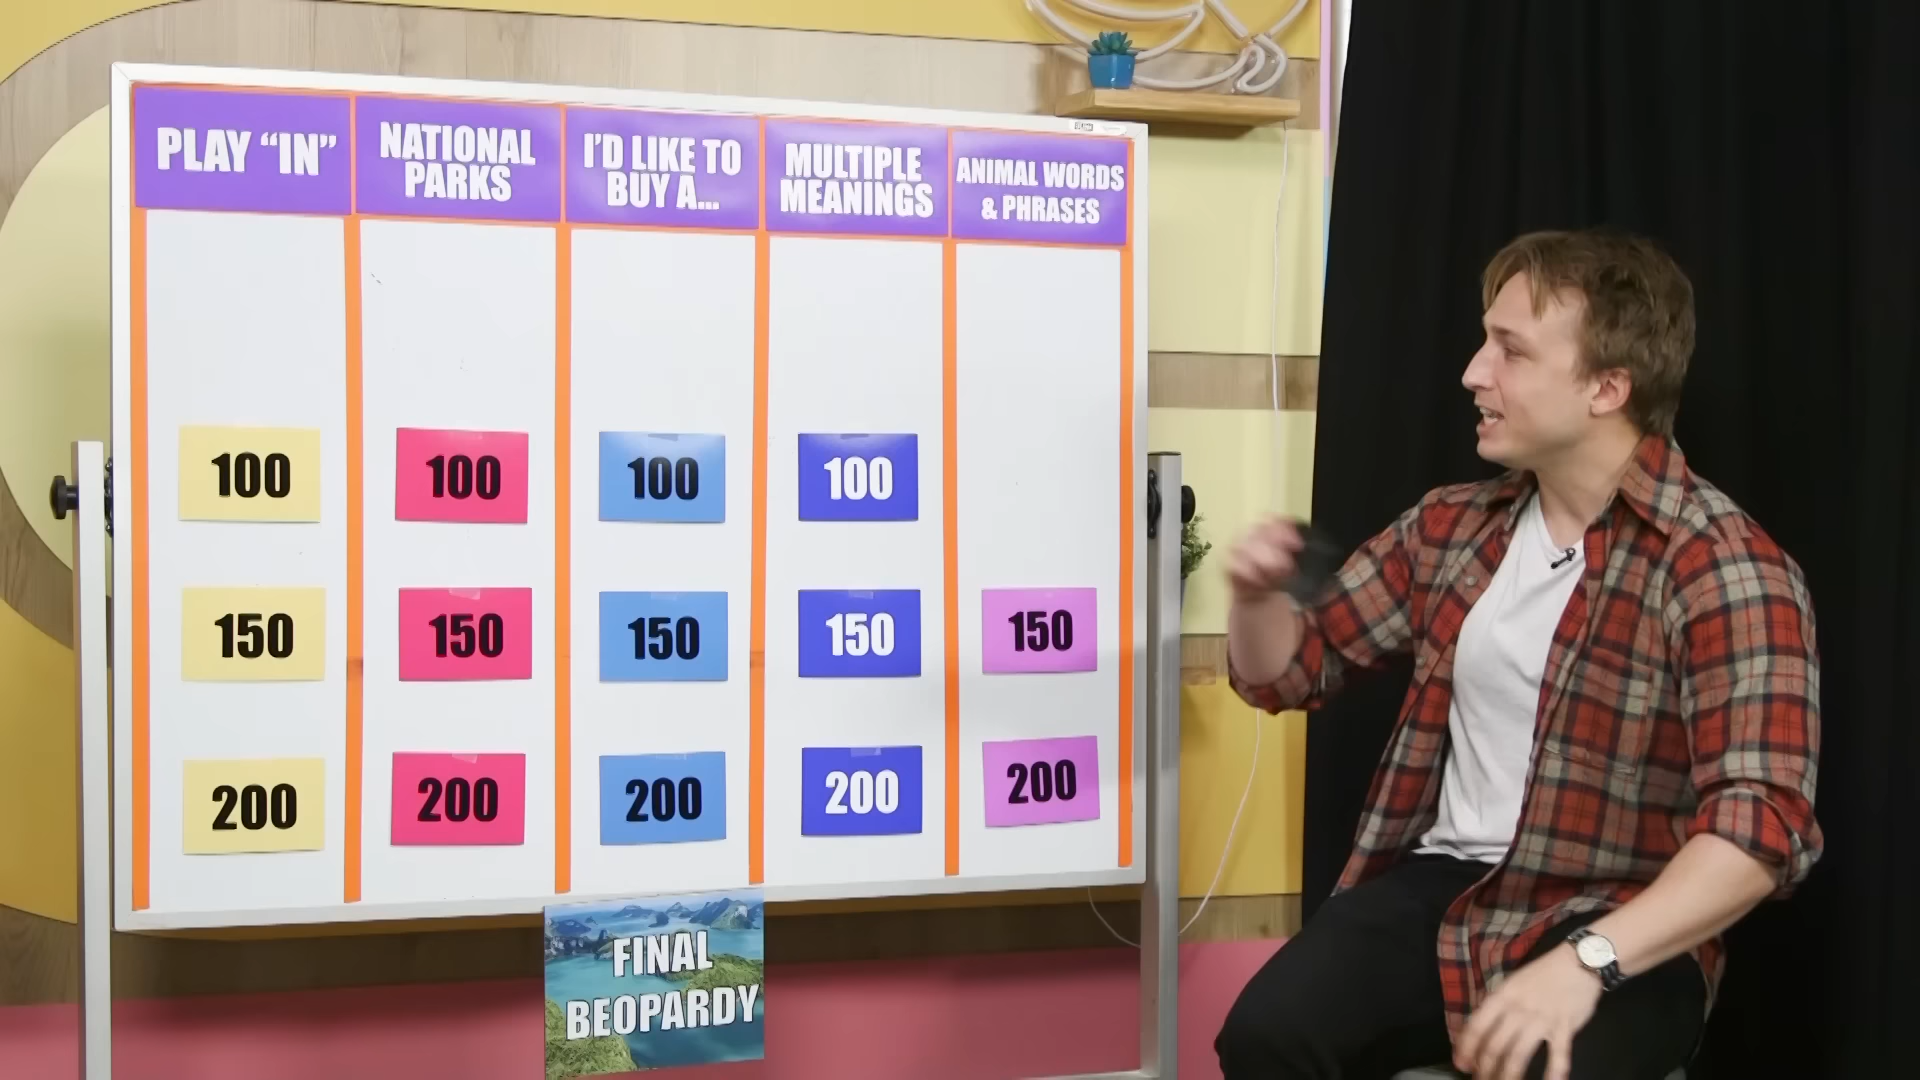 PLAY “IN”
NATIONAL
PARKS
I’D LIKE TO
BUY A...
MULTIPLE
MEANINGS
ANIMAL WORDS
& PHRASES
100
100
100
100
150
150
150
150
150
200
200
200
200
200
FINAL
BEOPARDY